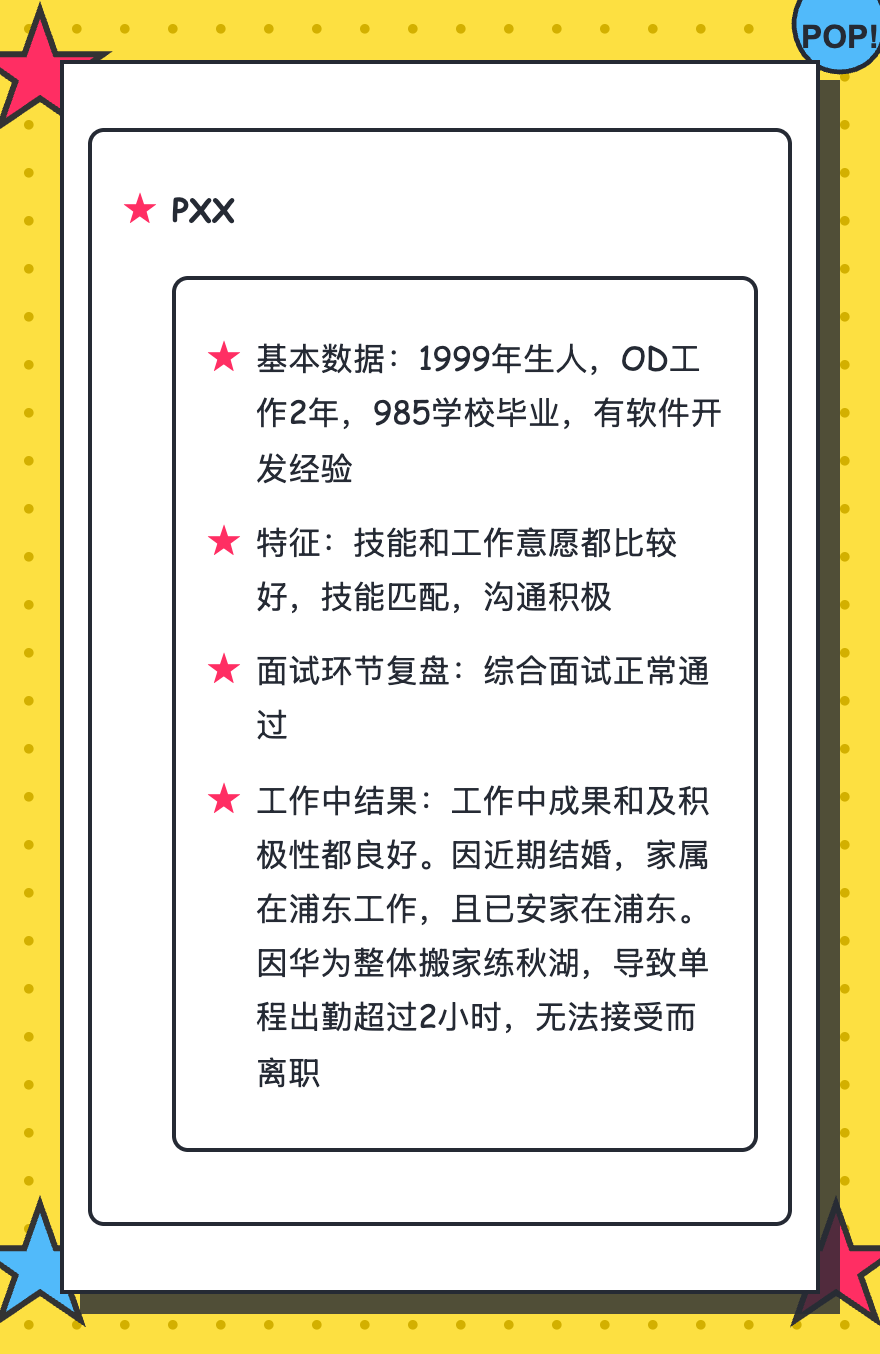 POP!
PXX
基本数据：1999年生人，OD工
作2年，985学校毕业，有软件开
发经验
特征：技能和工作意愿都比较
好，技能匹配，沟通积极
面试环节复盘：综合面试正常通
过
工作中结果：工作中成果和及积
极性都良好。因近期结婚，家属
在浦东工作，且已安家在浦东。
因华为整体搬家练秋湖，导致单
程出勤超过2小时，无法接受而
离职